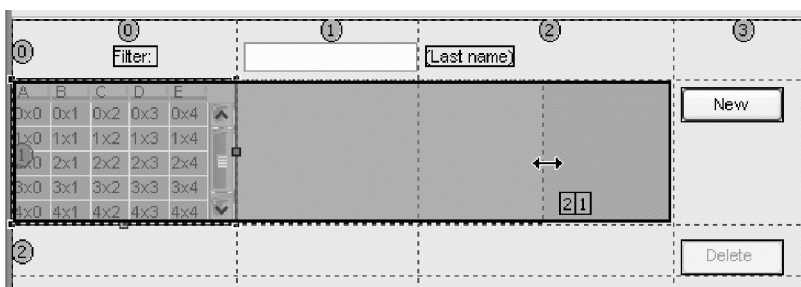 0 1 2 3
0 Filter: (Last name)
A B C D E
0x0 0x1 0x2 0x3 0x4 New
1x0 1x1 1x2 1x3 1x4
1 2x0 2x1 2x2 2x3 2x4
3x0 3x1 3x2 3x3 3x4
4x0 4x1 4x2 4x3 4x4 2 1
2 Delete